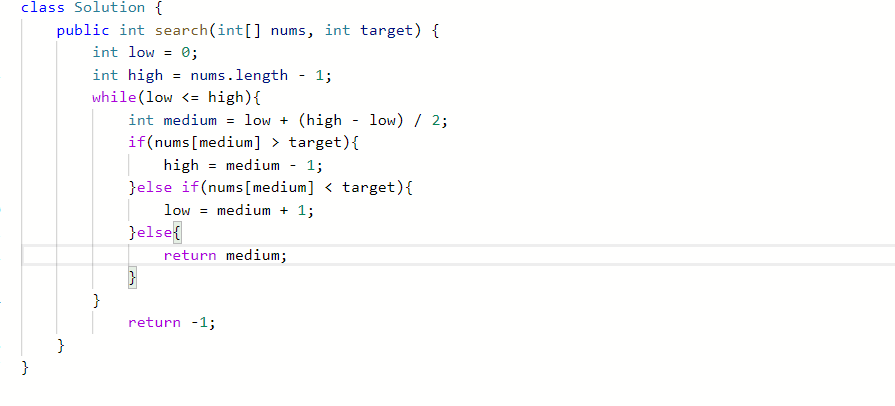 class Solution {
    public int search(int[] nums, int target) {
        int low = 0;
        int high = nums.length - 1;
        while(low <= high){
            int medium = low + (high - low) / 2;
            if(nums[medium] > target){
                high = medium - 1;
            }else if(nums[medium] < target){
                low = medium + 1;
            }else{
                return medium;
            }
        }
            return -1;
    }
}